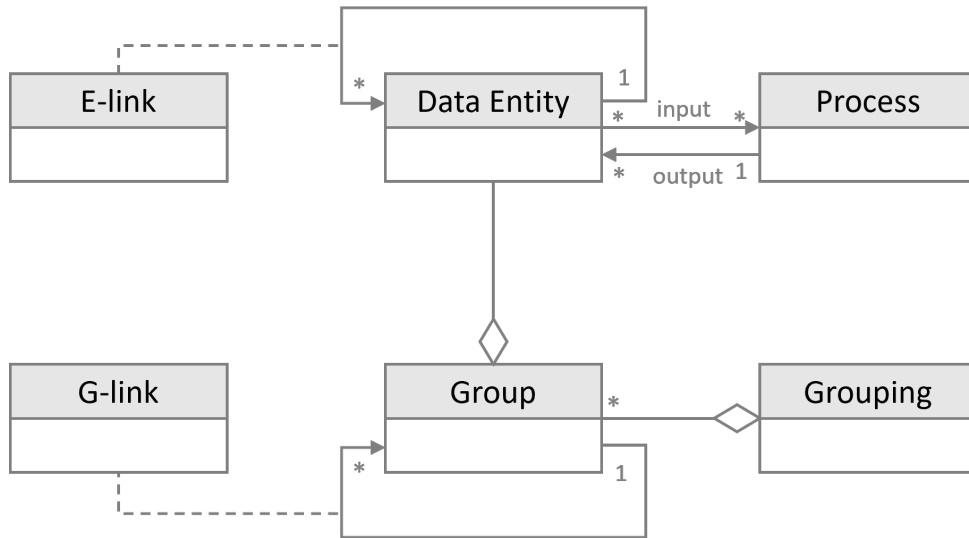 1
*
E-link
Data Entity
Process
* input *
* output 1
G-link
Group
*
Grouping
*
1